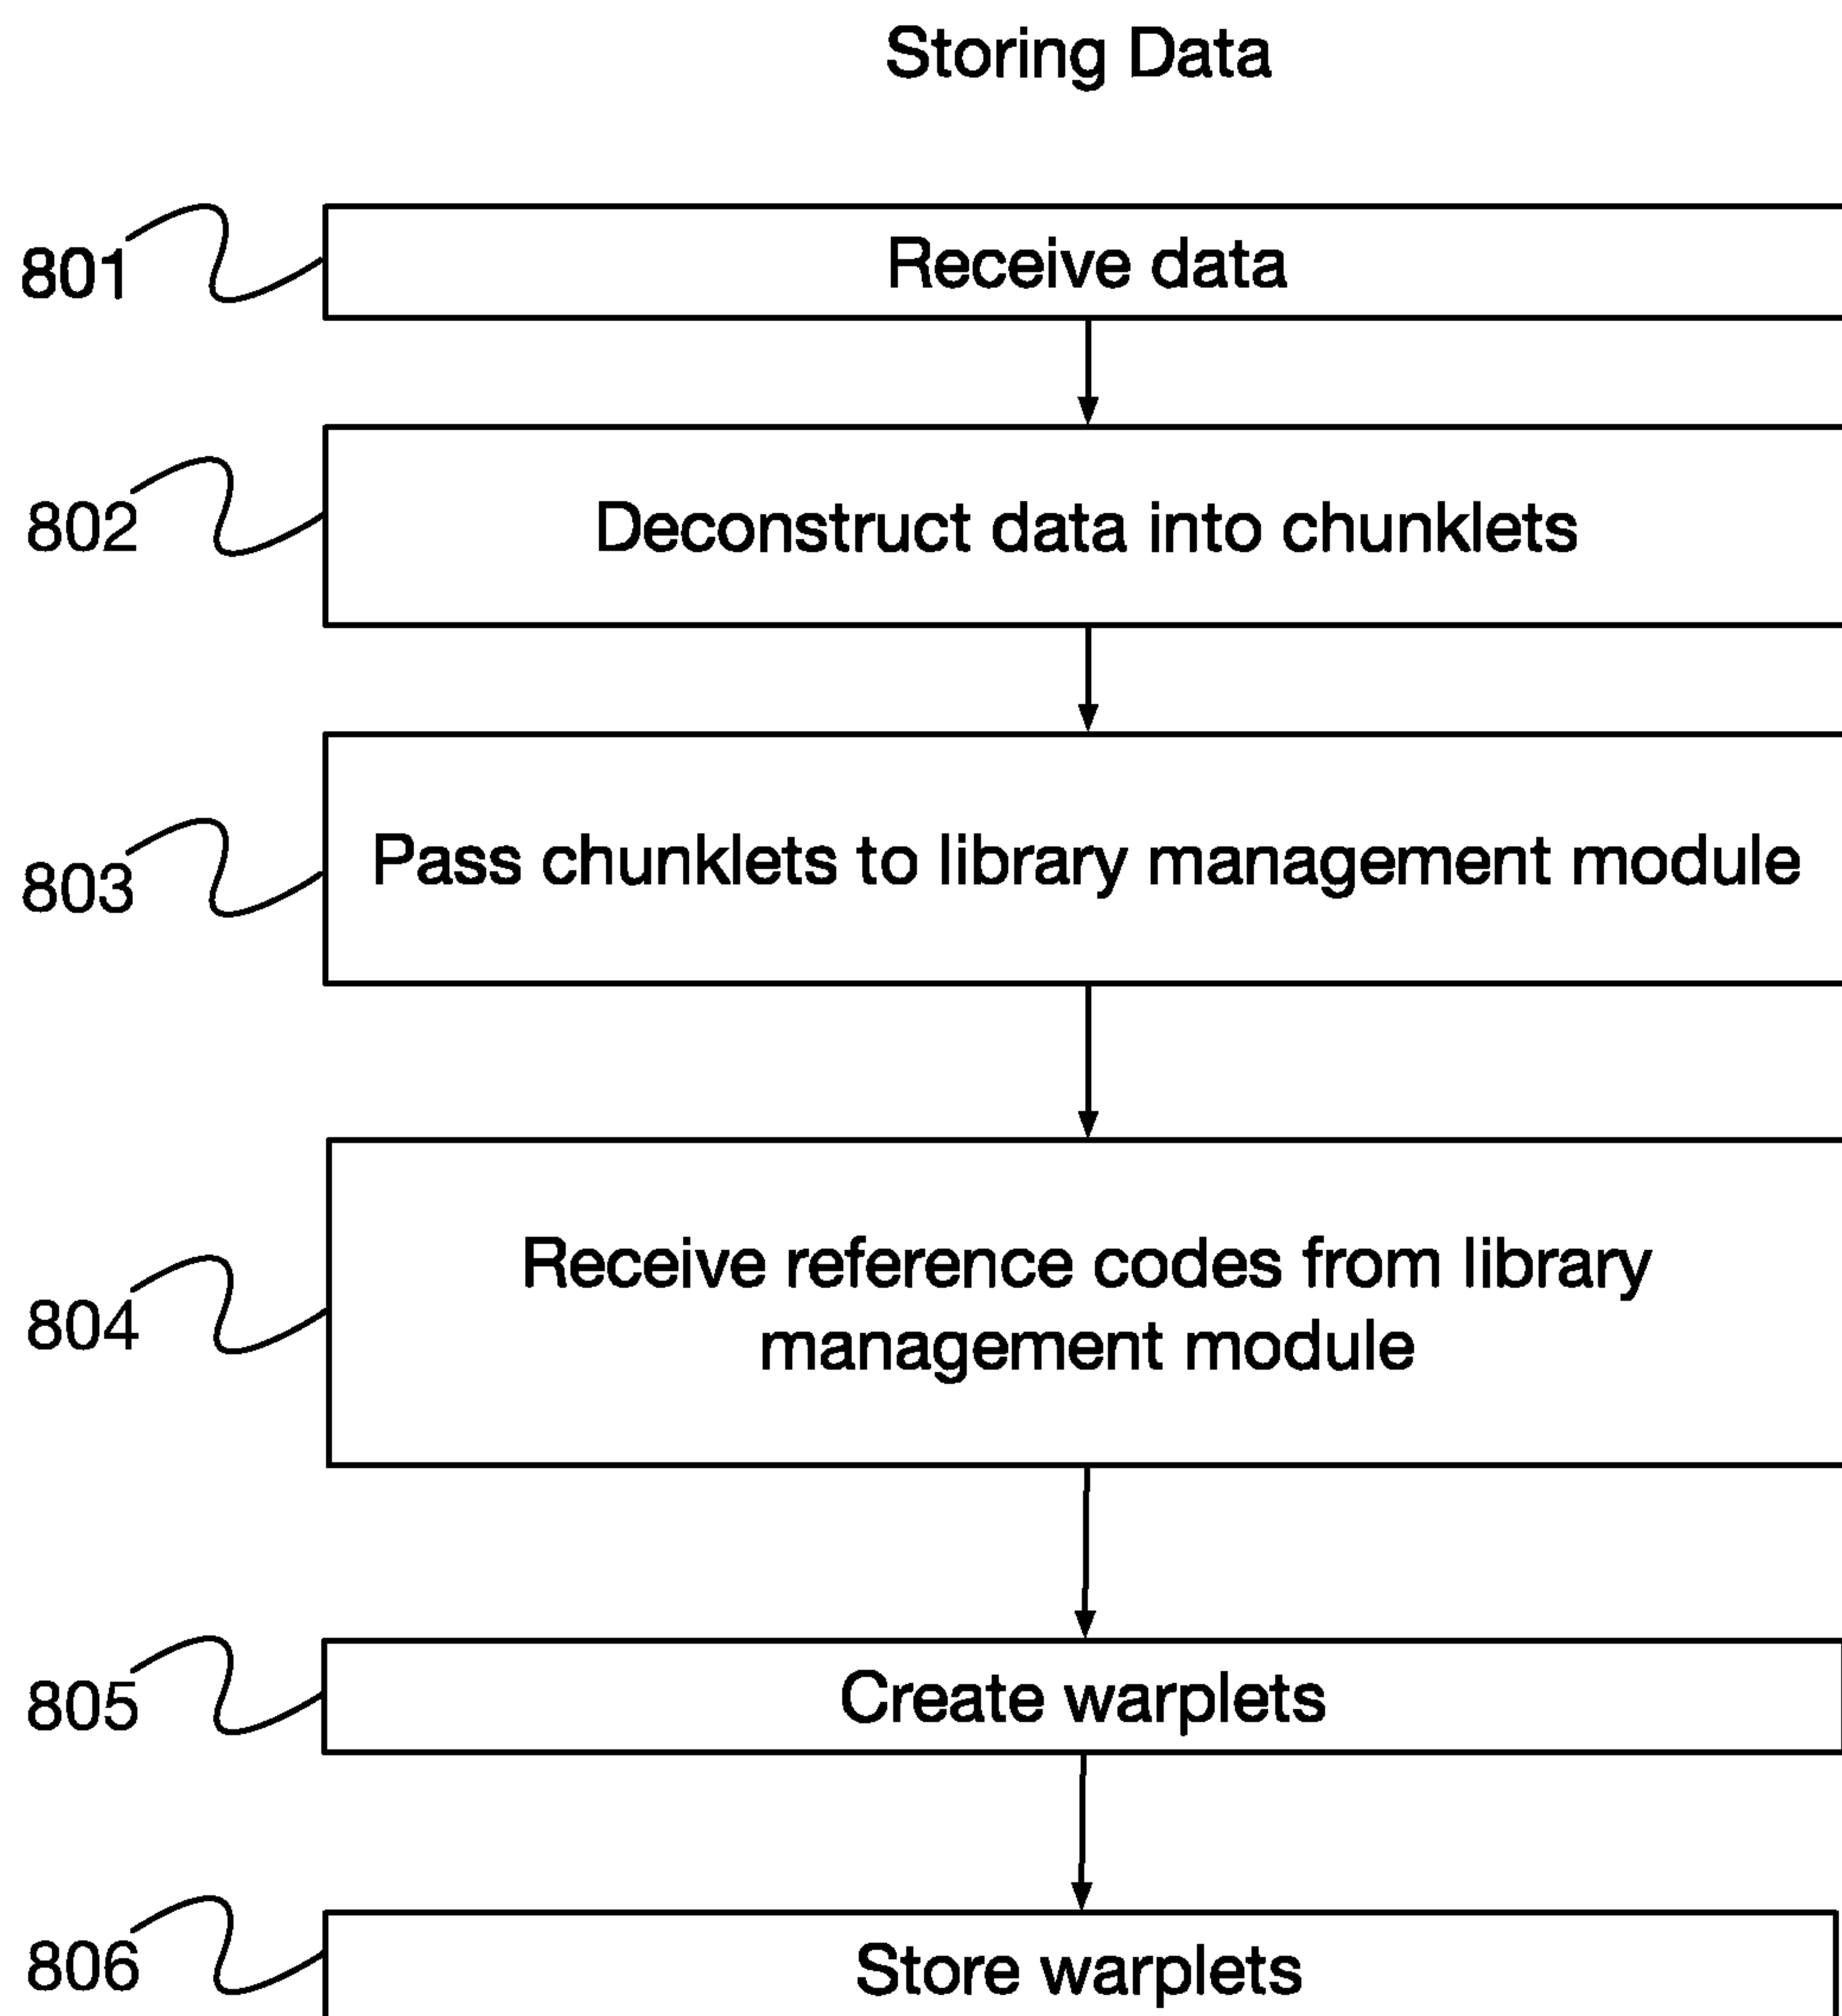 Storing Data
801
Receive data
802
Deconstruct data into chunklets
803
Pass chunklets to library management module
804
Receive reference codes from library
management module
805
Create warplets
806
Store warplets